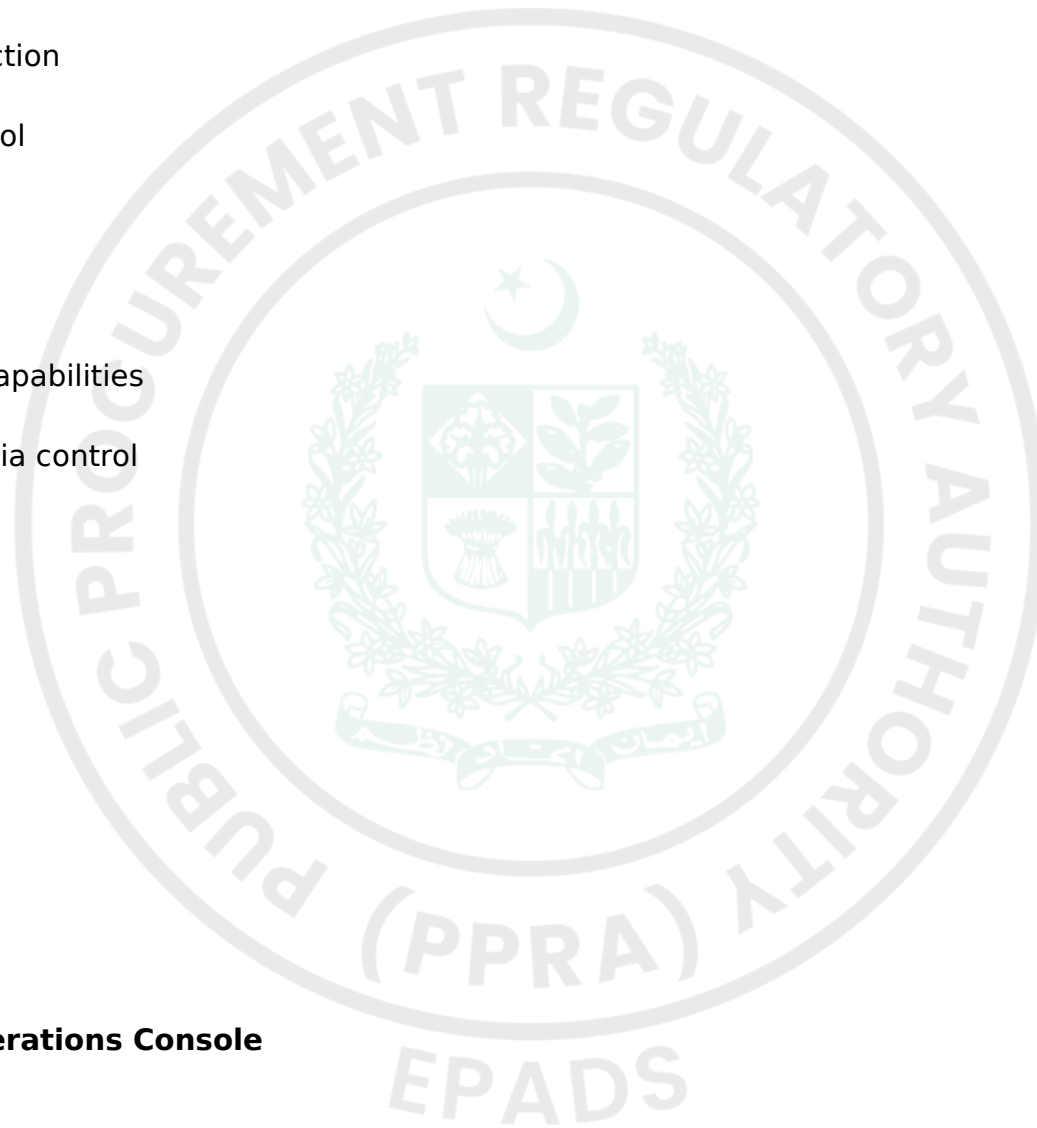 ction
ol
apabilities
ia control
erations Console
PUBLIC PROCUREMENT REGULATORY AUTHORITY
(PPRA)
EPADS